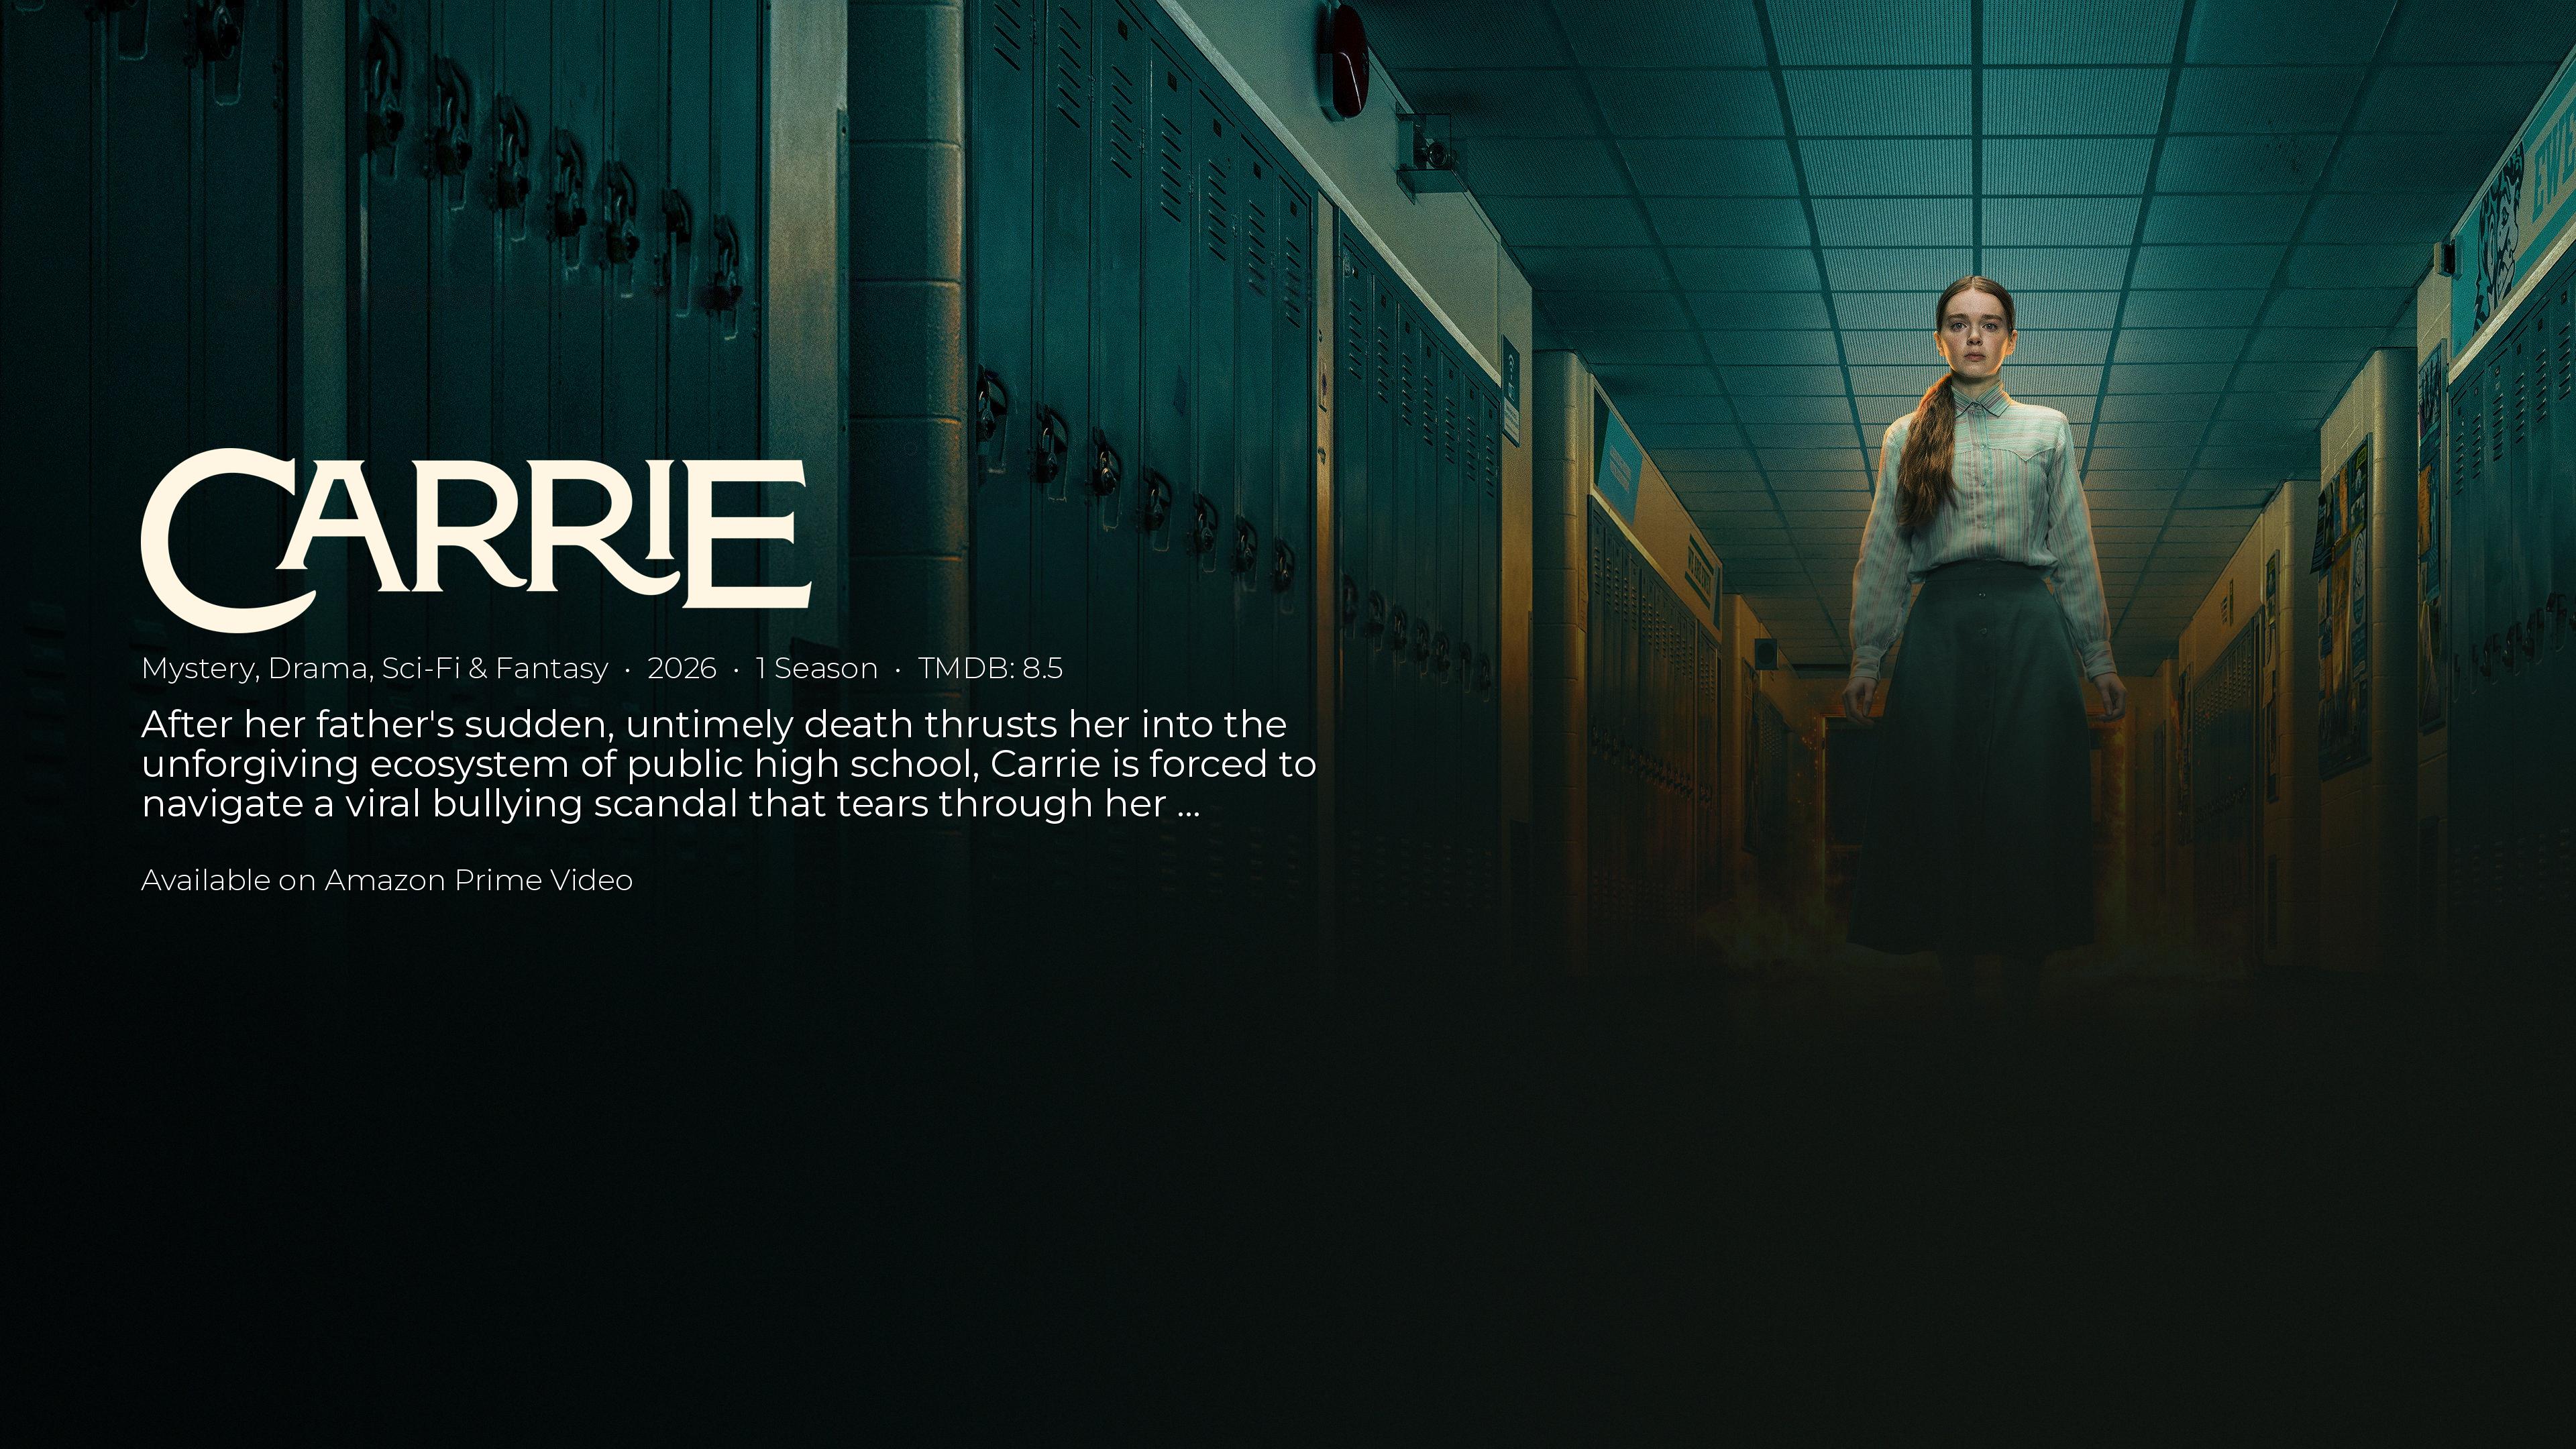 CARRIE
Mystery, Drama, Sci-Fi & Fantasy • 2026 • 1 Season • TMDB: 8.5
After her father's sudden, untimely death thrusts her into the
unforgiving ecosystem of public high school, Carrie is forced to
navigate a viral bullying scandal that tears through her ...
Available on Amazon Prime Video